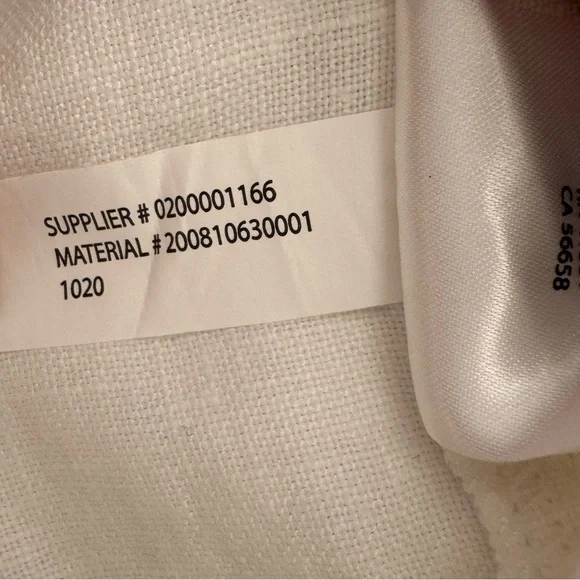 SUPPLIER # 0200001166
MATERIAL # 200810630001
1020
CA 56658